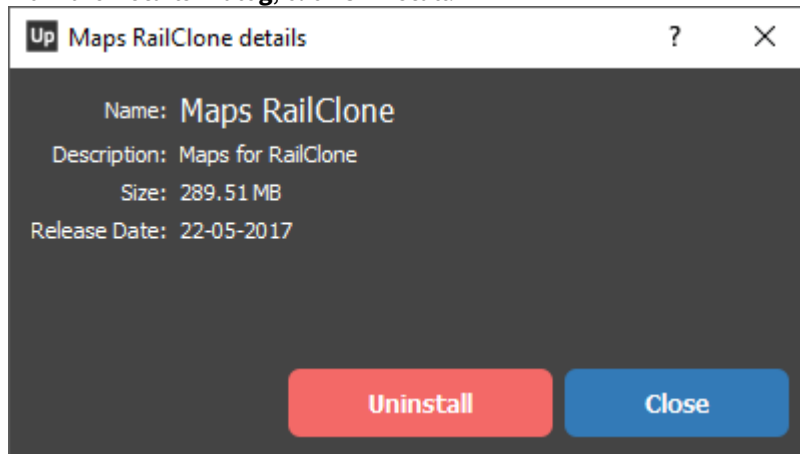 Up Maps RailClone details ? ×
Name: Maps RailClone
Description: Maps for RailClone
Size: 289.51 MB
Release Date: 22-05-2017
Uninstall Close